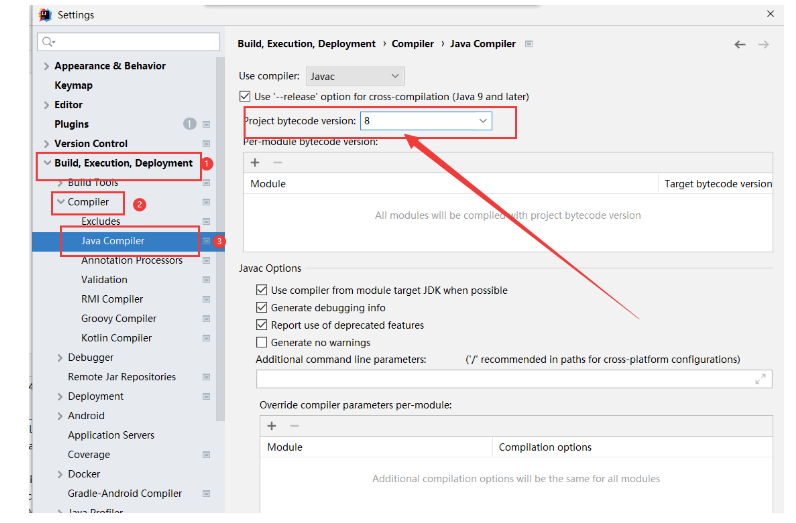 Settings
Build, Execution, Deployment › Compiler › Java Compiler
Appearance & Behavior
Keymap
Editor
Plugins 1
Version Control
Build, Execution, Deployment 1
Build Tools
Compiler 2
Excludes
Java Compiler 3
Annotation Processors
Validation
RMI Compiler
Groovy Compiler
Kotlin Compiler
Debugger
Remote Jar Repositories
Deployment
Android
Application Servers
Coverage
Docker
Gradle-Android Compiler
Java Profiler
Use compiler: Javac
Use '--release' option for cross-compilation (Java 9 and later)
Project bytecode version: 8
Per-module bytecode version:
Module Target bytecode version
All modules will be compiled with project bytecode version
Javac Options
Use compiler from module target JDK when possible
Generate debugging info
Report use of deprecated features
Generate no warnings
Additional command line parameters: ('/' recommended in paths for cross-platform configurations)
Override compiler parameters per-module:
Module Compilation options
Additional compilation options will be the same for all modules